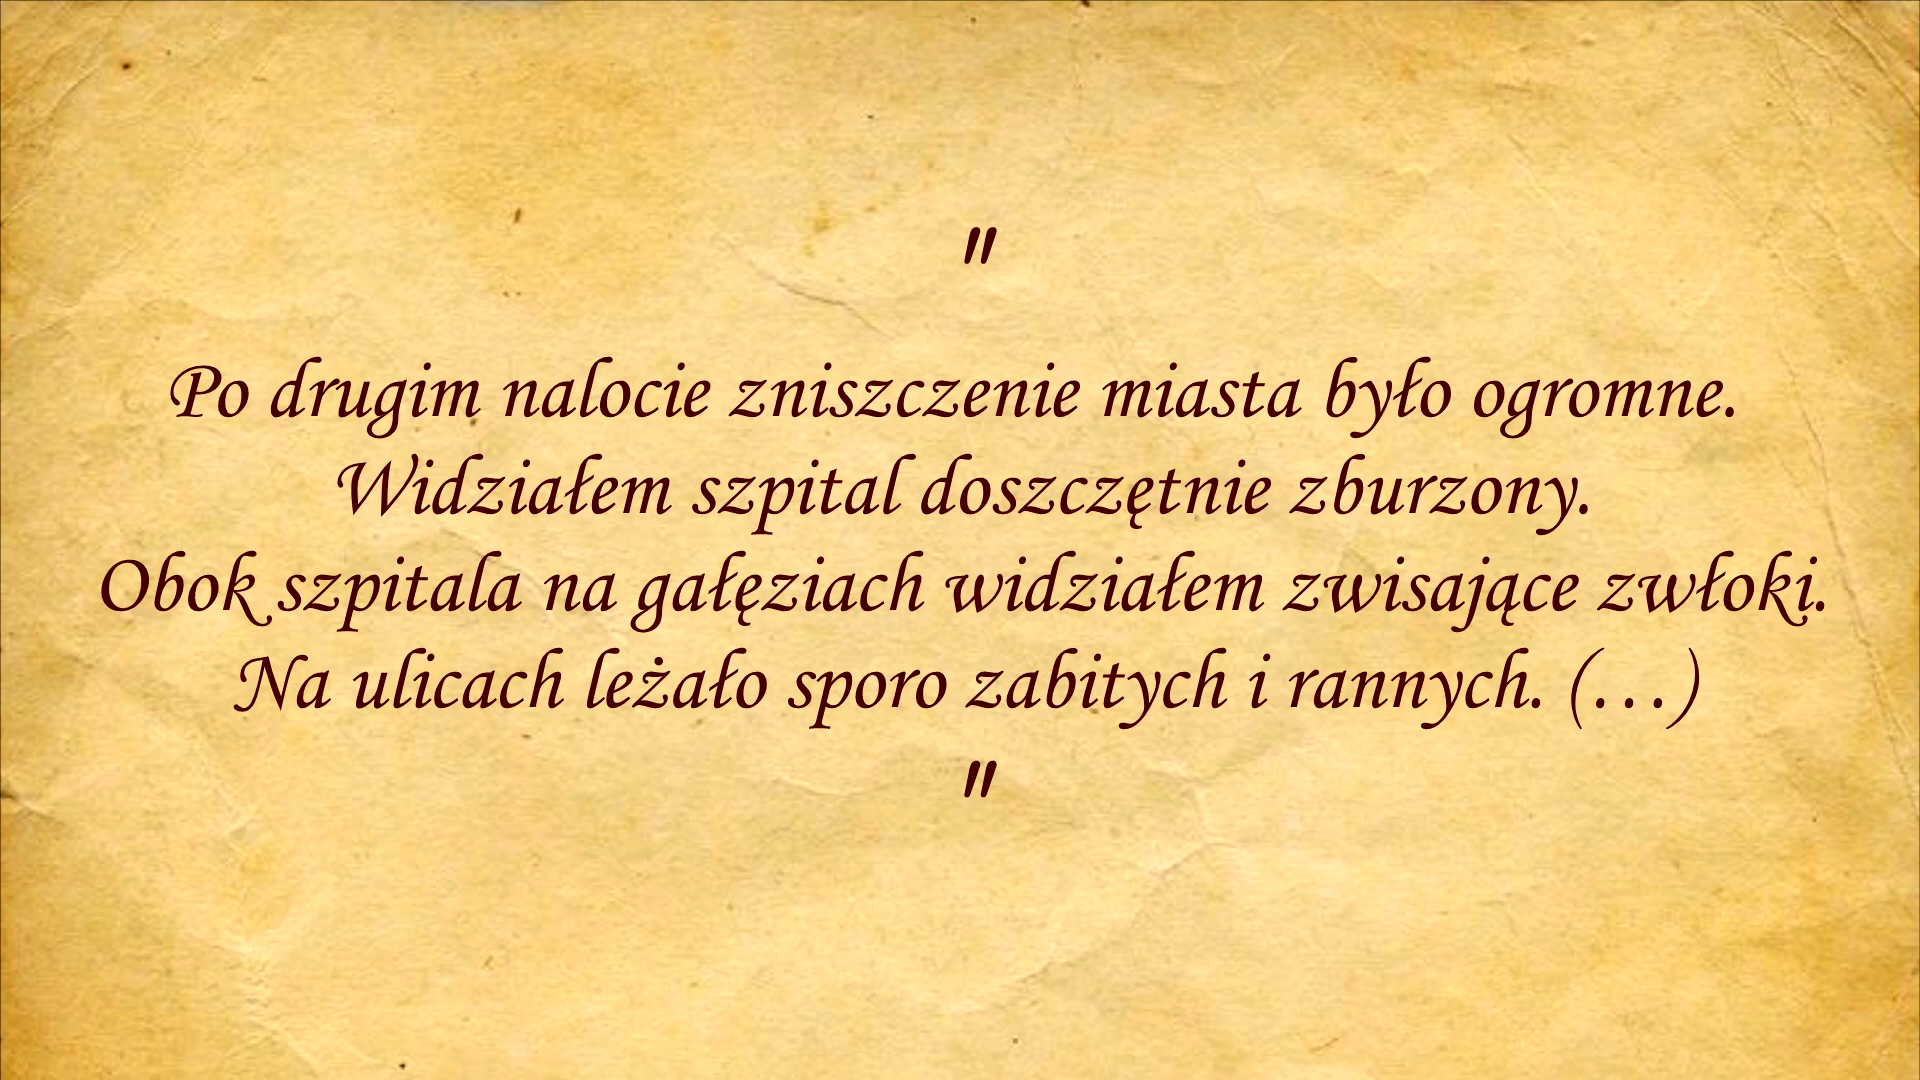 "
Po drugim nalocie zniszczenie miasta było ogromne.
Widziałem szpital doszczętnie zburzony.
Obok szpitala na gałęziach widziałem zwisające zwłoki.
Na ulicach leżało sporo zabitych i rannych. (…)
"